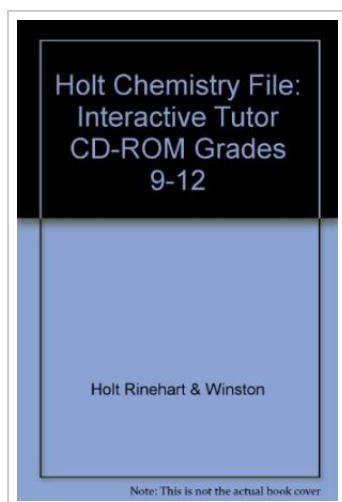 Holt Chemistry File:
Interactive Tutor
CD-ROM Grades
9-12
Holt Rinehart & Winston
Note: This is not the actual book cover